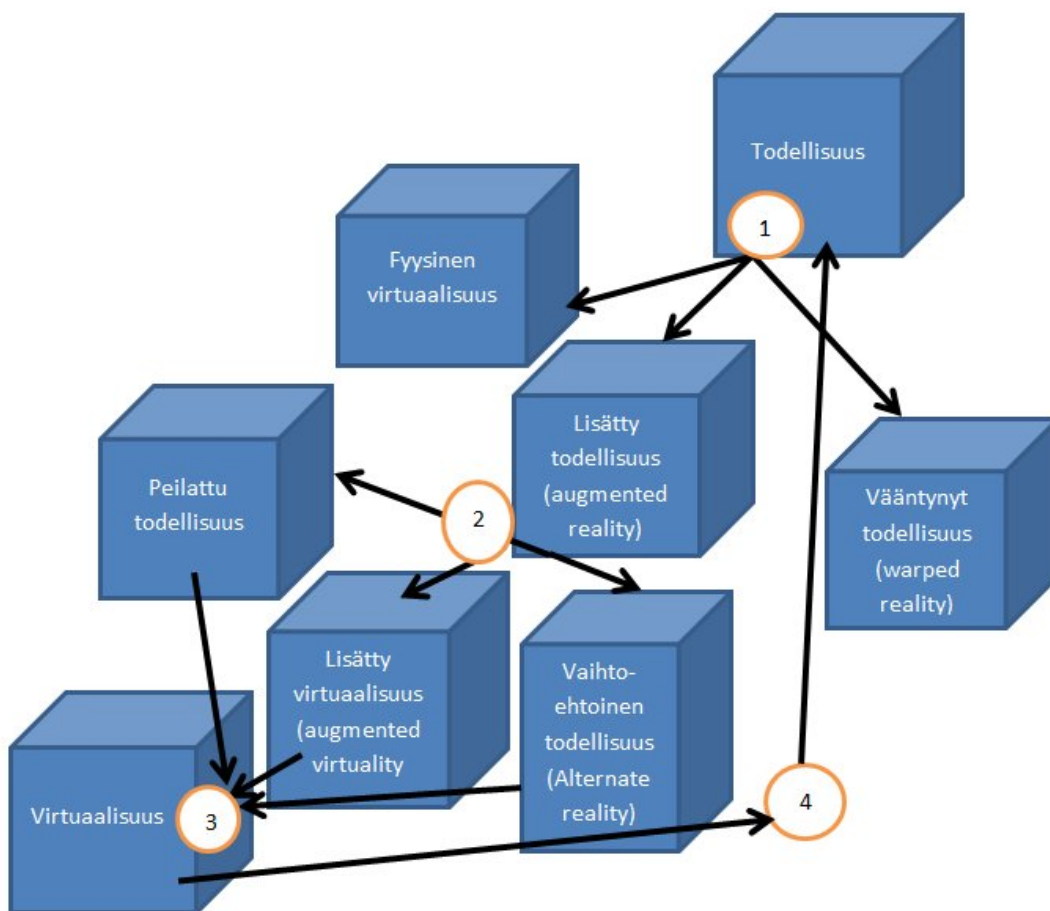 Todellisuus
1
Fyysinen
virtuaalisuus
Lisätty
todellisuus
(augmented
reality)
Peilattu
todellisuus
2
Vääntynyt
todellisuus
(warped
reality)
Lisätty
virtuaalisuus
(augmented
virtuality
Vaihto-
ehtoinen
todellisuus
(Alternate
reality)
Virtuaalisuus
3
4